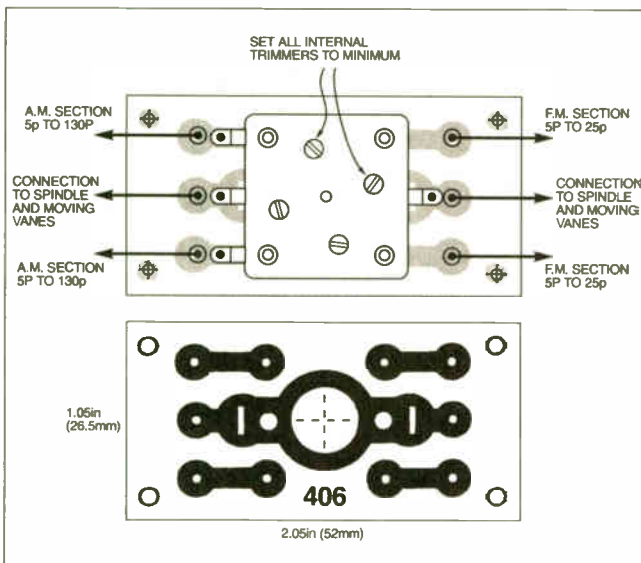 SET ALL INTERNAL
TRIMMERS TO MINIMUM
A.M. SECTION
5p TO 130P
CONNECTION
TO SPINDLE
AND MOVING
VANES
A.M. SECTION
5P TO 130p
F.M. SECTION
5P TO 25p
CONNECTION
TO SPINDLE
AND MOVING
VANES
F.M. SECTION
5P TO 25p
1.05in
(26.5mm)
406
2.05in (52mm)